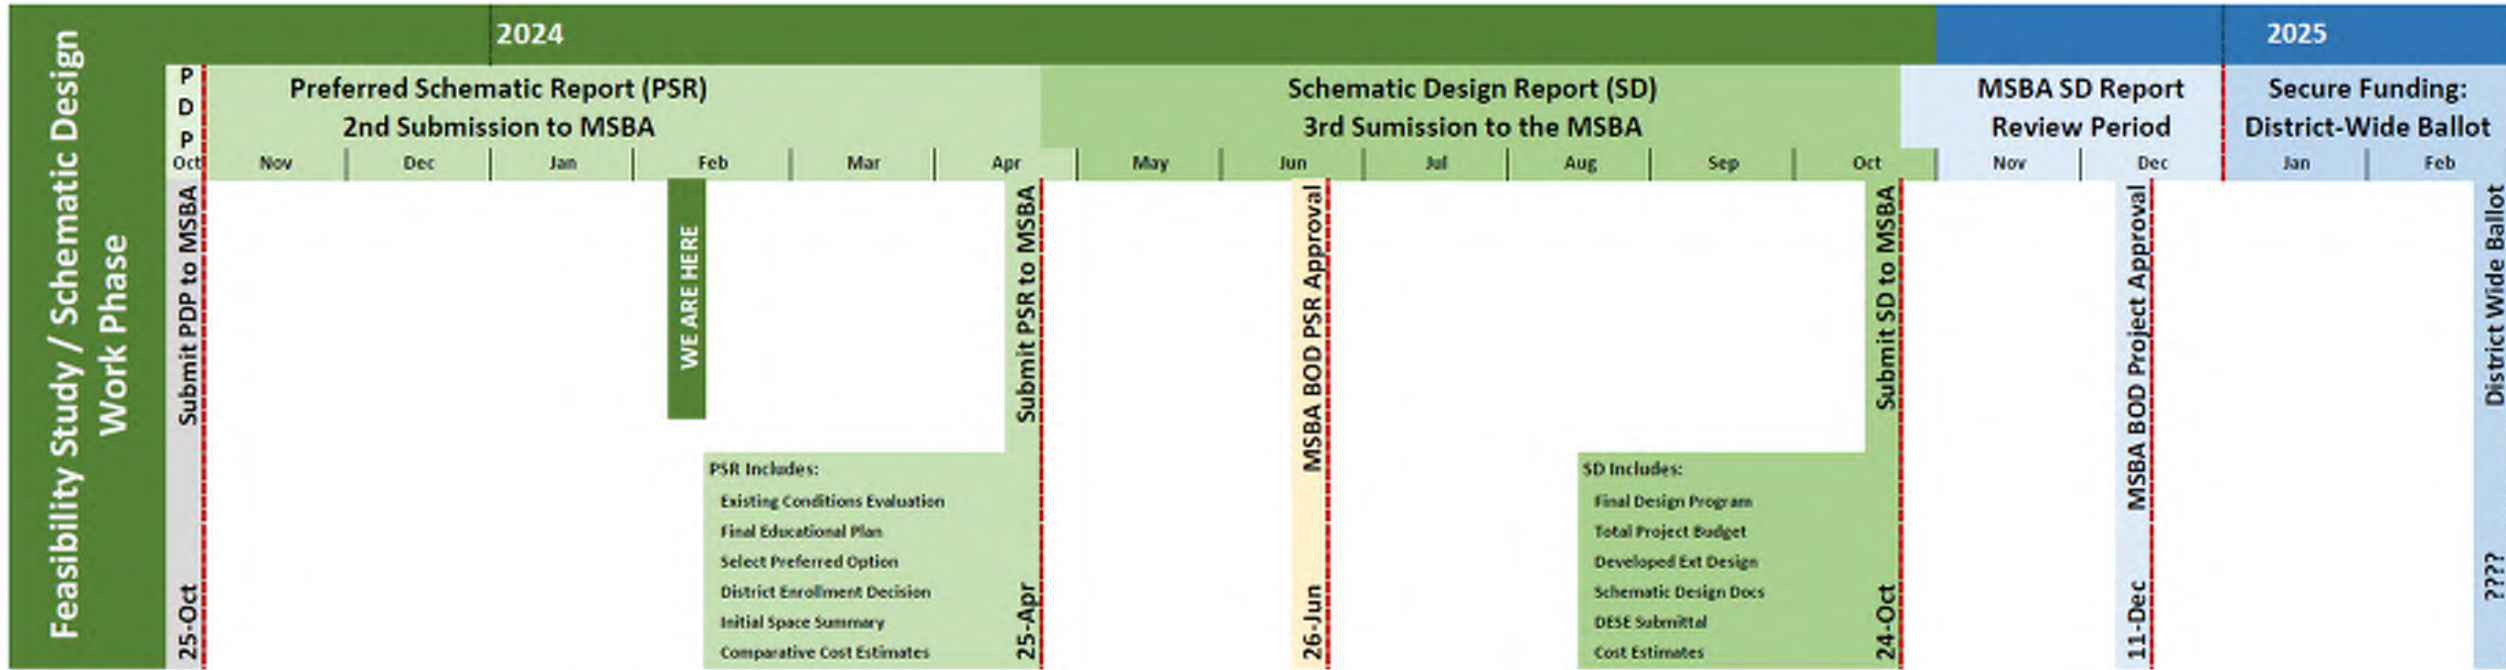 Feasibility Study / Schematic Design
Work Phase
2024
2025
P
D
P
Preferred Schematic Report (PSR)
2nd Submission to MSBA
Schematic Design Report (SD)
3rd Sumission to the MSBA
MSBA SD Report
Review Period
Secure Funding:
District-Wide Ballot
Oct
Nov
Dec
Jan
Feb
Mar
Apr
May
Jun
Jul
Aug
Sep
Oct
Nov
Dec
Jan
Feb
25-Oct Submit PDP to MSBA
WE ARE HERE
PSR Includes:
Existing Conditions Evaluation
Final Educational Plan
Select Preferred Option
District Enrollment Decision
Initial Space Summary
Comparative Cost Estimates
25-Apr Submit PSR to MSBA
26-Jun MSBA BOD PSR Approval
SD Includes:
Final Design Program
Total Project Budget
Developed Ext Design
Schematic Design Docs
DESE Submittal
Cost Estimates
24-Oct Submit SD to MSBA
11-Dec MSBA BOD Project Approval
???? District Wide Ballot